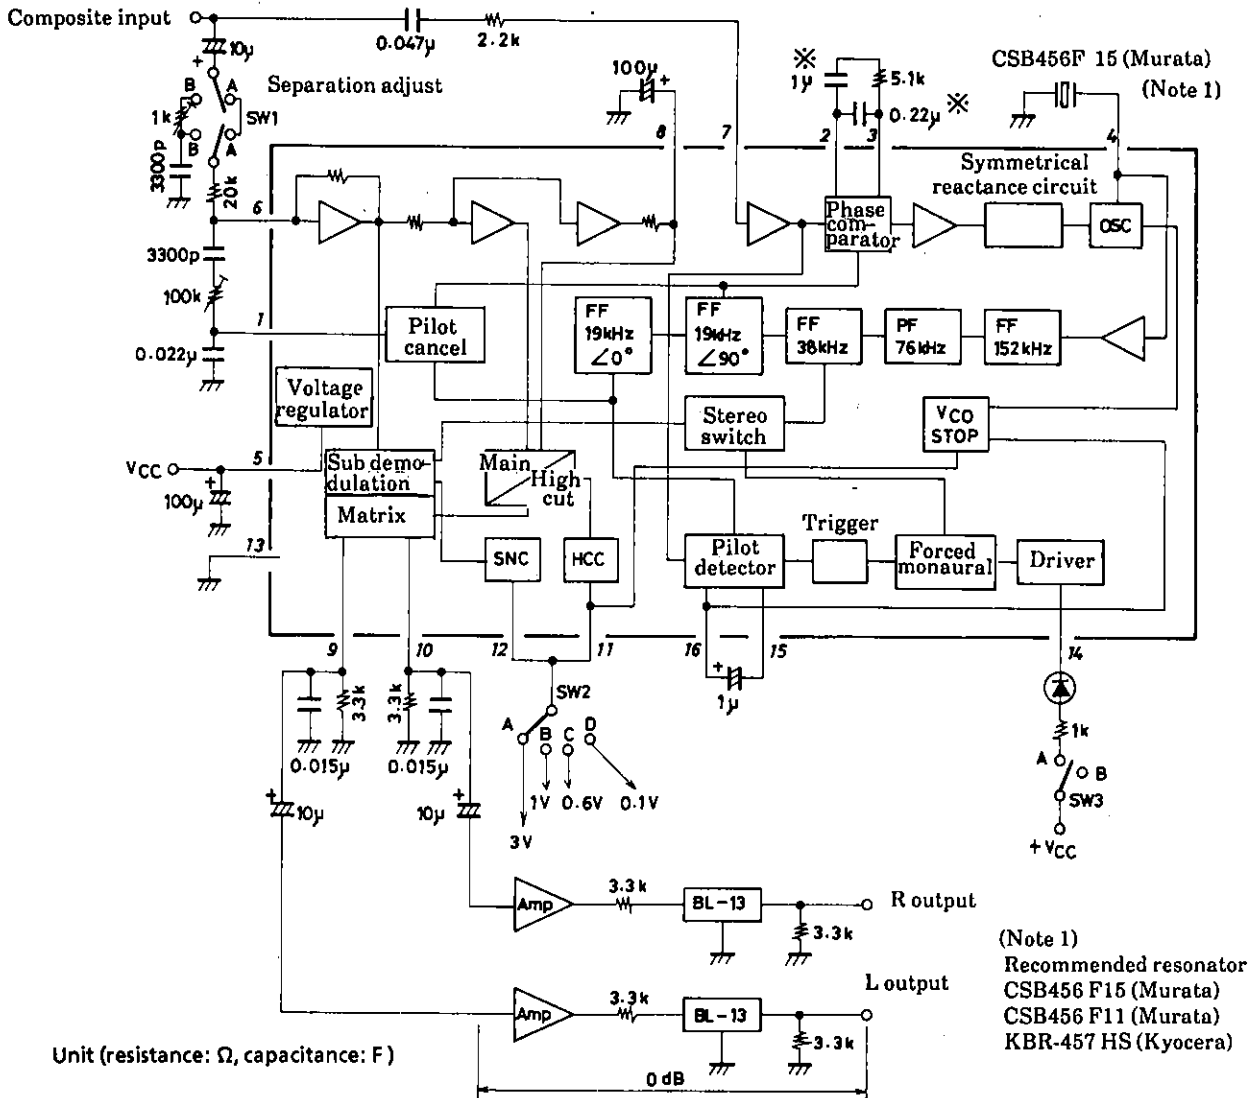 Composite input
10μ
+
0.047μ
2.2k
Separation adjust
B
A
1k
SW1
B
A
3300p
20k
100μ
+
※
1μ
5.1k
0.22μ
※
CSB456F 15 (Murata)
(Note 1)
8
7
2
3
4
6
Symmetrical
reactance circuit
Phase
com-
parator
OSC
3300p
100k
1
Pilot
cancel
0.022μ
FF
19kHz
∠0°
FF
19kHz
∠90°
FF
38kHz
PF
76kHz
FF
152kHz
Voltage
regulator
Stereo
switch
VCO
STOP
VCC
5
+
100μ
Sub demo-
dulation
Matrix
Main
High
cut
13
SNC
HCC
Pilot
detector
Trigger
Forced
monaural
Driver
9
10
12
11
16
15
14
3.3k
3.3k
0.015μ
0.015μ
SW2
A
B
C
D
1V
0.6V
0.1V
3V
+
1μ
1k
A
B
SW3
+VCC
+
10μ
+
10μ
Amp
3.3k
BL-13
3.3k
R output
Amp
3.3k
BL-13
3.3k
L output
0 dB
(Note 1)
Recommended resonator
CSB456 F15 (Murata)
CSB456 F11 (Murata)
KBR-457 HS (Kyocera)
Unit (resistance: Ω, capacitance: F )